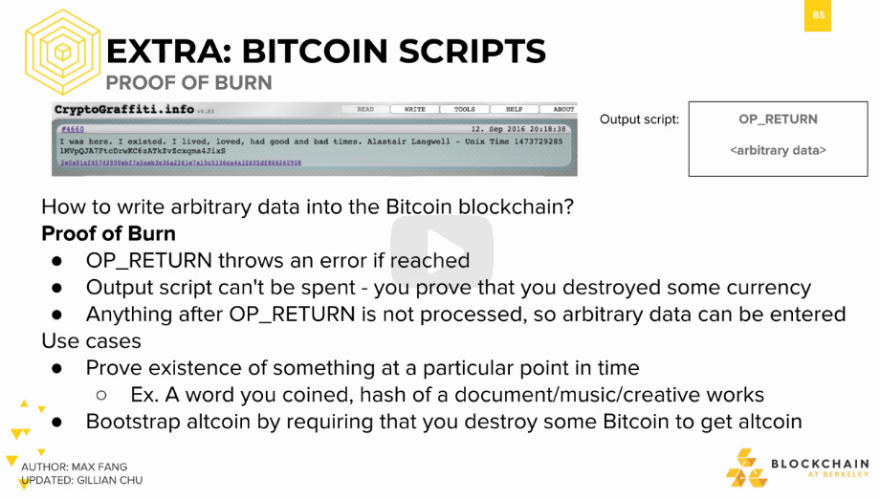 85
EXTRA: BITCOIN SCRIPTS
PROOF OF BURN
CryptoGraffiti.info
READ WRITE TOOLS HELP ABOUT
#4660 12. Sep 2016 20:18:38
I was here. I existed. I lived, loved, had good and bad times. Alastair Langwell - Unix Time 1473729285
Output script:
OP_RETURN
<arbitrary data>
How to write arbitrary data into the Bitcoin blockchain?
Proof of Burn
● OP_RETURN throws an error if reached
● Output script can't be spent - you prove that you destroyed some currency
● Anything after OP_RETURN is not processed, so arbitrary data can be entered
Use cases
● Prove existence of something at a particular point in time
○ Ex. A word you coined, hash of a document/music/creative works
● Bootstrap altcoin by requiring that you destroy some Bitcoin to get altcoin
AUTHOR: MAX FANG
UPDATED: GILLIAN CHU
BLOCKCHAIN
AT BERKELEY